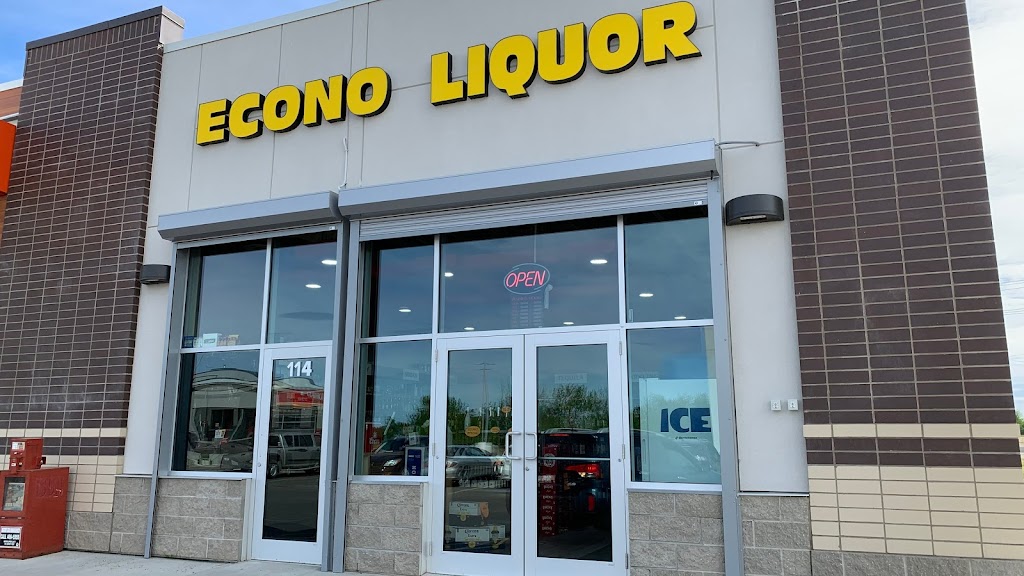 ECONO LIQUOR
OPEN
114
ICE